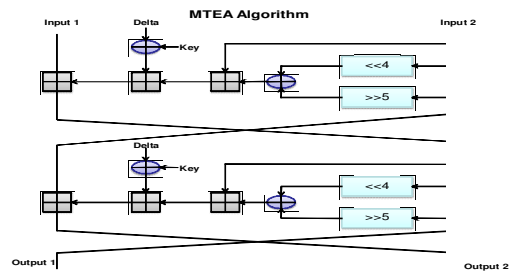 MTEA Algorithm
Input 1
Delta
Input 2
Key
<<4
>>5
Delta
Key
<<4
>>5
Output 1
Output 2